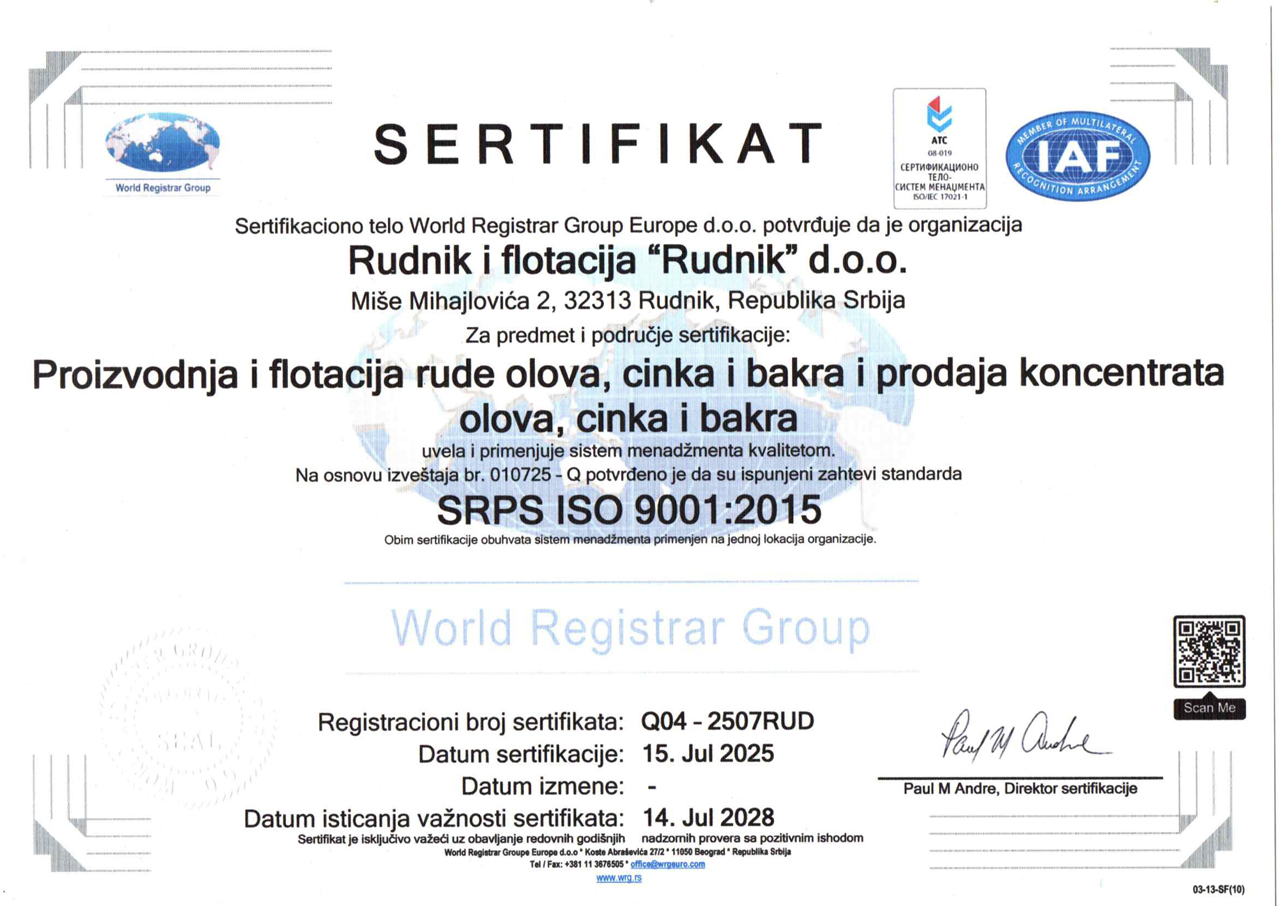 World Registrar Group
SERTIFIKAT
АТС
08-019
СЕРТИФИКАЦИОНО
ТЕЛО-
СИСТЕМ МЕНАЏМЕНТА
ISO/IEC 17021-1
MEMBER OF MULTILATERAL
IAF
RECOGNITION ARRANGEMENT
Sertifikaciono telo World Registrar Group Europe d.o.o. potvrđuje da je organizacija
Rudnik i flotacija “Rudnik” d.o.o.
Miše Mihajlovića 2, 32313 Rudnik, Republika Srbija
Za predmet i područje sertifikacije:
Proizvodnja i flotacija rude olova, cinka i bakra i prodaja koncentrata
olova, cinka i bakra
uvela i primenjuje sistem menadžmenta kvalitetom.
Na osnovu izveštaja br. 010725 - Q potvrđeno je da su ispunjeni zahtevi standarda
SRPS ISO 9001:2015
Obim sertifikacije obuhvata sistem menadžmenta primenjen na jednoj lokacija organizacije.
World Registrar Group
SEAL
Scan Me
Registracioni broj sertifikata: Q04 - 2507RUD
Datum sertifikacije: 15. Jul 2025
Datum izmene: -
Datum isticanja važnosti sertifikata: 14. Jul 2028
Paul M Andre
Paul M Andre, Direktor sertifikacije
Sertifikat je isključivo važeći uz obavljanje redovnih godišnjih nadzornih provera sa pozitivnim ishodom
World Registrar Groupe Europe d.o.o * Koste Abraševića 27/2 * 11050 Beograd * Republika Srbija
Tel / Fax: +381 11 3676505 * office@wrgeuro.com
www.wrg.rs
03-13-SF(10)